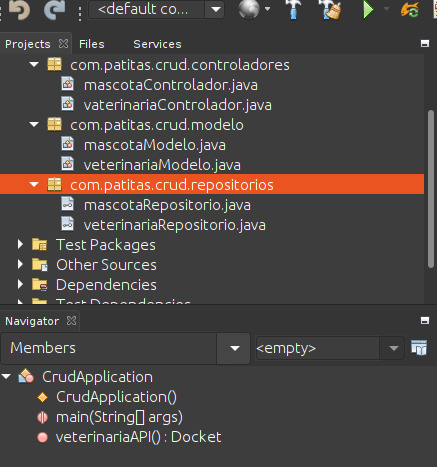 <default co...
Projects Files Services
com.patitas.crud.controladores
mascotaControlador.java
vaterinariaControlador.java
com.patitas.crud.modelo
mascotaModelo.java
veterinariaModelo.java
com.patitas.crud.repositorios
mascotaRepositorio.java
veterinariaRepositorio.java
Test Packages
Other Sources
Dependencies
Test Dependencies
Navigator
Members <empty>
CrudApplication
CrudApplication()
main(String[] args)
veterinariaAPI() : Docket